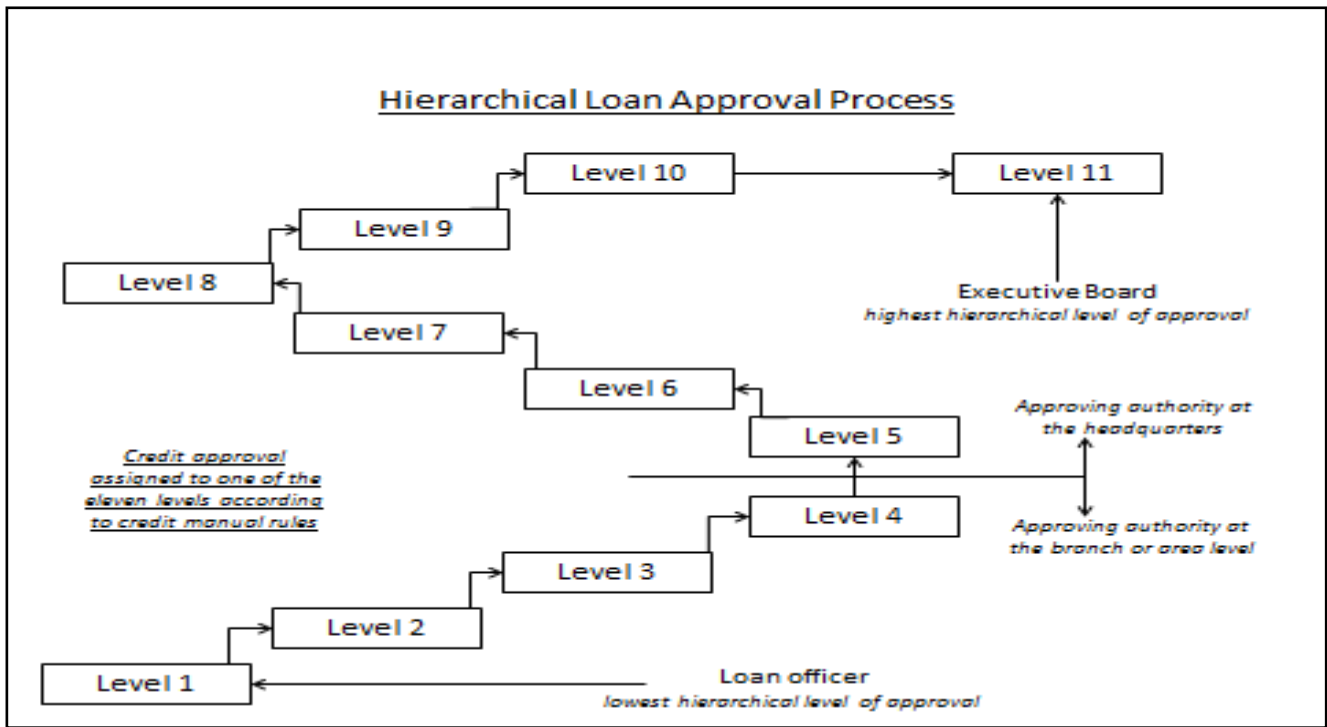 Hierarchical Loan Approval Process
Level 10
Level 11
Level 9
Level 8
Executive Board
highest hierarchical level of approval
Level 7
Level 6
Approving authority at
the headquarters
Level 5
Credit approval
assigned to one of the
eleven levels according
to credit manual rules
Level 4
Approving authority at
the branch or area level
Level 3
Level 2
Level 1
Loan officer
lowest hierarchical level of approval